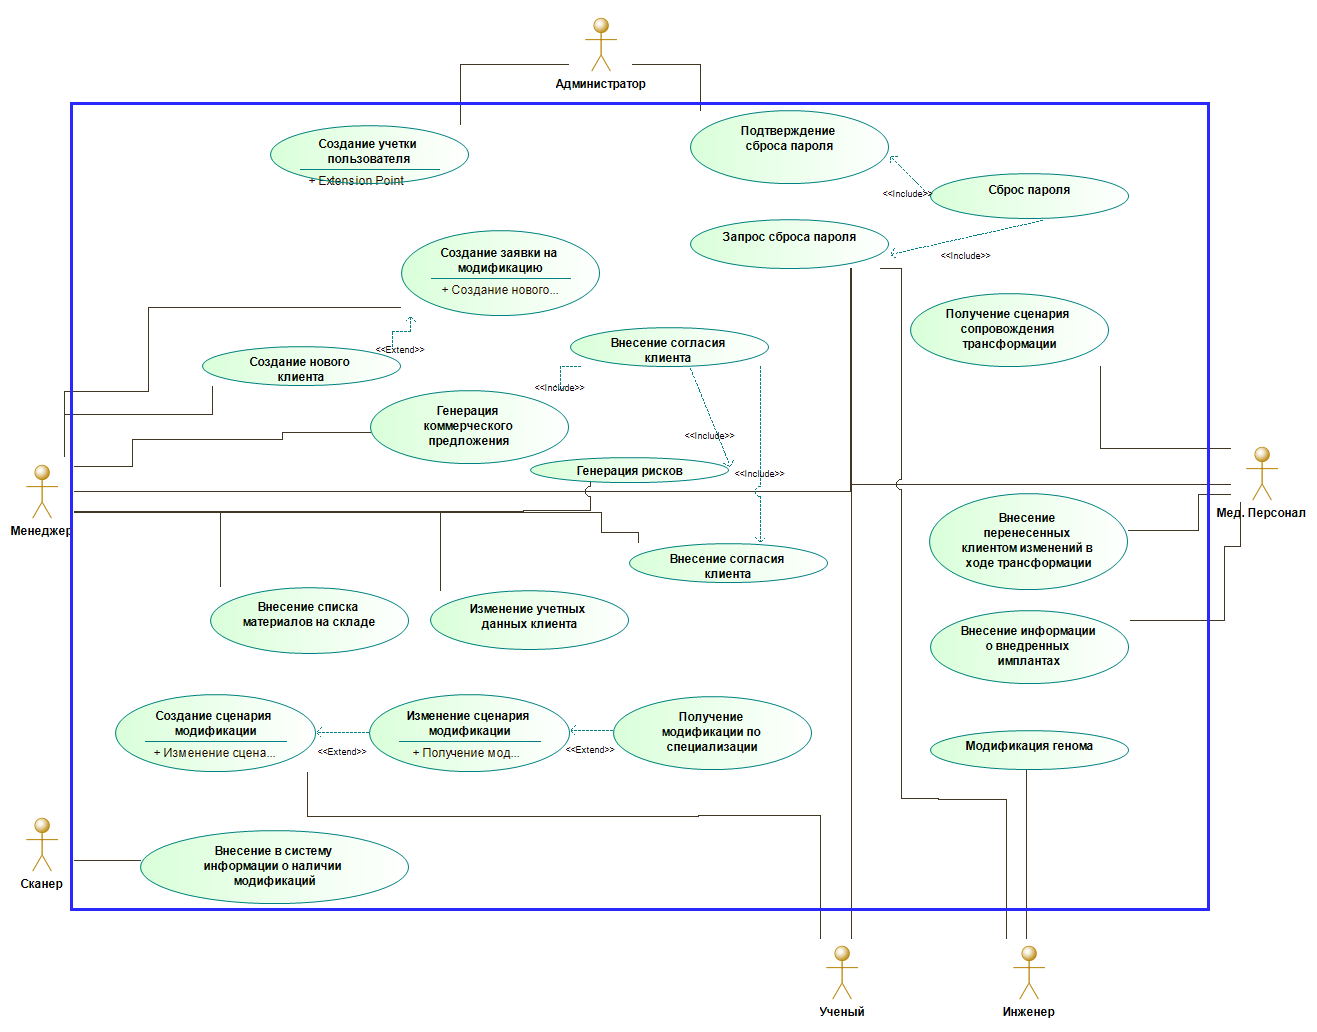 Администратор
Создание учетки
пользователя
+ Extension Point
Подтверждение
сброса пароля
<<Include>>
Сброс пароля
Запрос сброса пароля
<<Include>>
Создание заявки на
модификацию
+ Создание нового...
Получение сценария
сопровождения
трансформации
<<Extend>>
Создание нового
клиента
Внесение согласия
клиента
<<Include>>
Генерация
коммерческого
предложения
<<Include>>
Генерация рисков
<<Include>>
Менеджер
Мед. Персонал
Внесение
перенесенных
клиентом изменений в
ходе трансформации
Внесение согласия
клиента
Внесение списка
материалов на складе
Изменение учетных
данных клиента
Внесение информации
о внедренных
имплантах
Создание сценария
модификации
+ Изменение сцена...
<<Extend>>
Изменение сценария
модификации
+ Получение мод...
<<Extend>>
Получение
модификации по
специализации
Модификация генома
Сканер
Внесение в систему
информации о наличии
модификаций
Ученый
Инженер